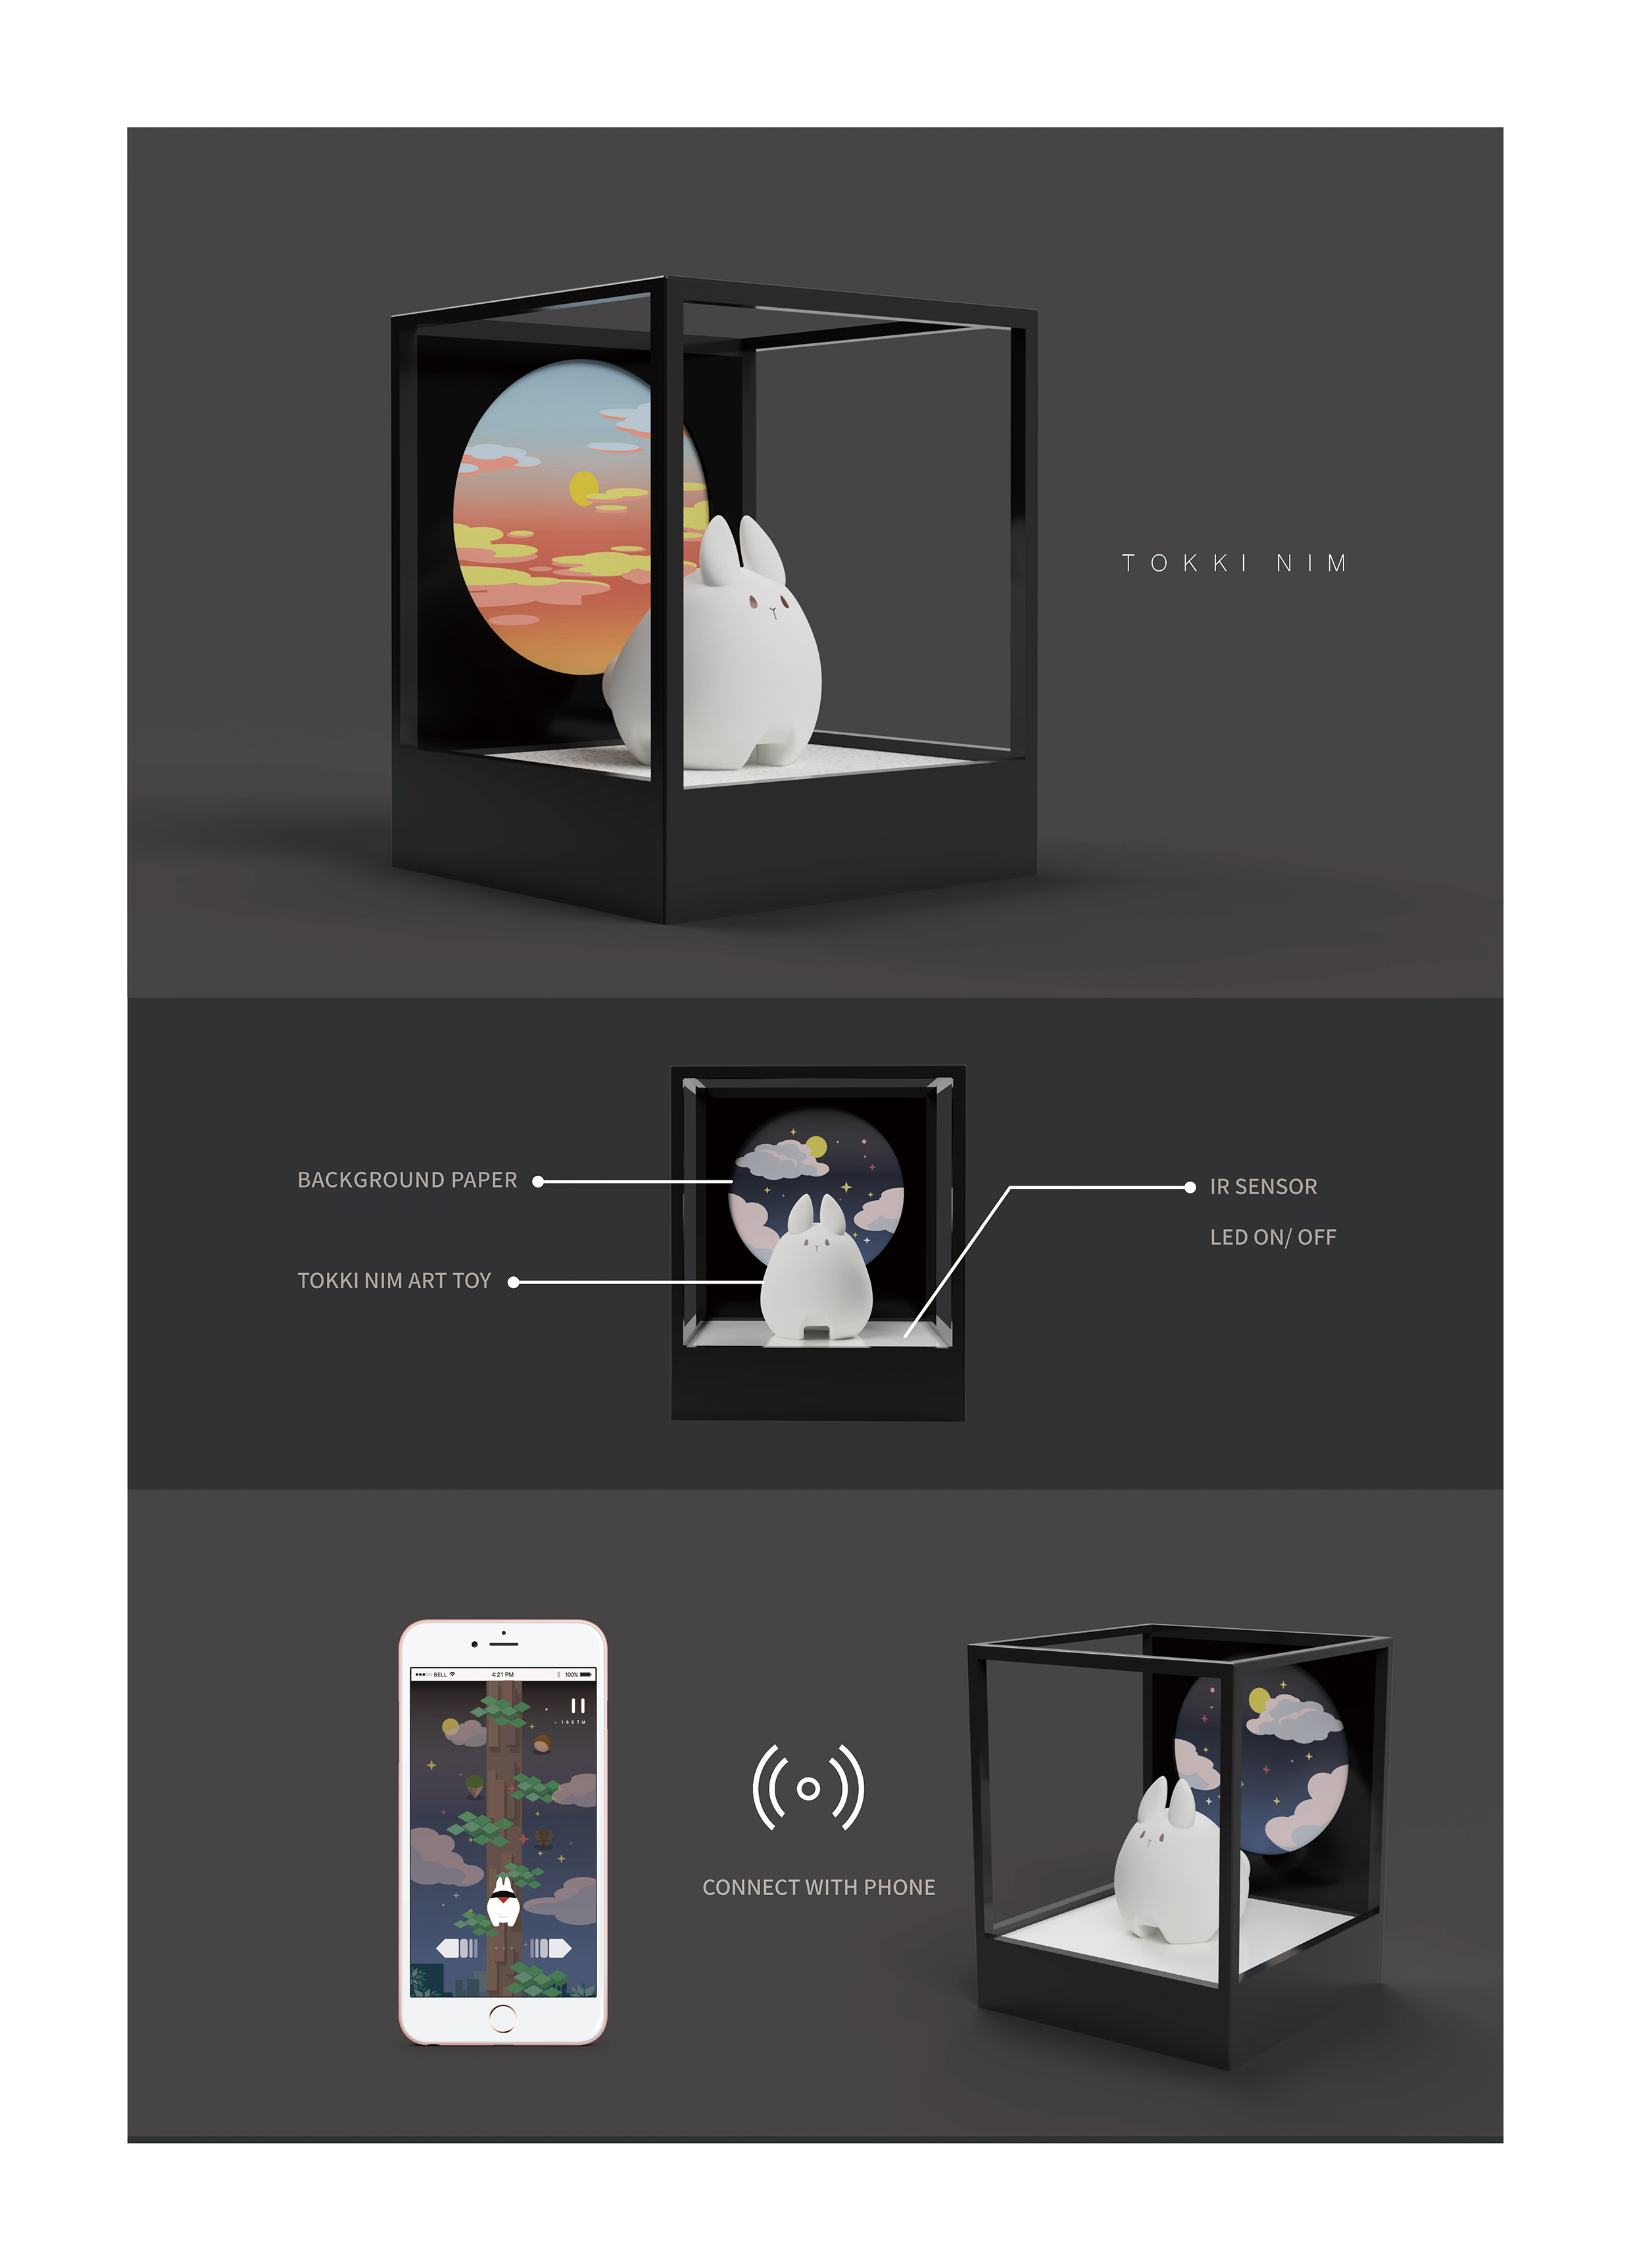 TOKKI NIM
BACKGROUND PAPER
IR SENSOR
LED ON/ OFF
TOKKI NIM ART TOY
BELL
4:21 PM
100%
1667M
CONNECT WITH PHONE